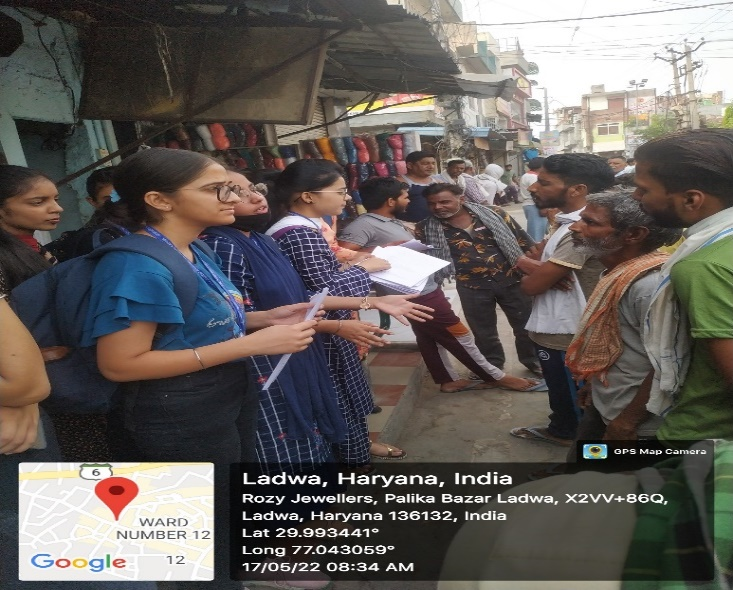 GPS Map Camera
6
WARD
NUMBER 12
12
Google
Ladwa, Haryana, India
Rozy Jewellers, Palika Bazar Ladwa, X2VV+86Q,
Ladwa, Haryana 136132, India
Lat 29.993441°
Long 77.043059°
17/05/22 08:34 AM